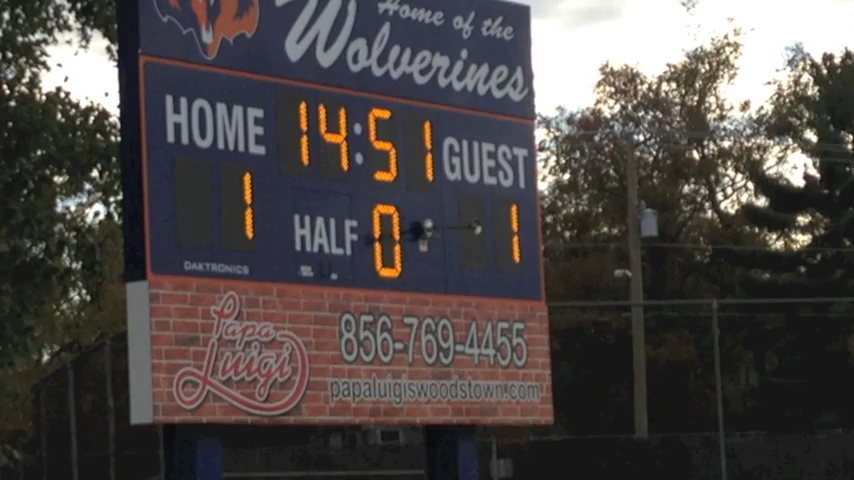 Home of the
Wolverines
HOME 14:51 GUEST
1 HALF 0 1
DAKTRONICS
Papa
Luigi
856-769-4455
papaluigiswoodstown.com